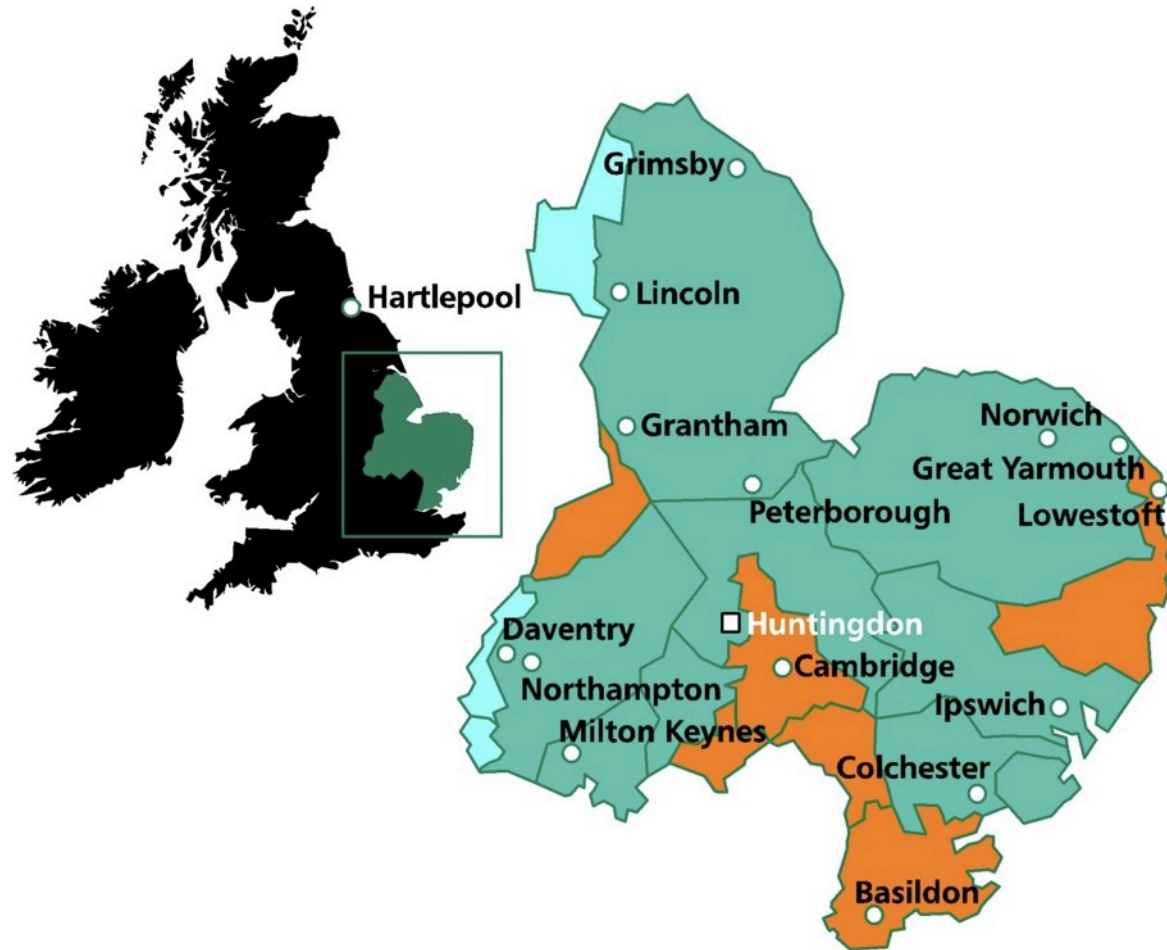 Grimsby
Hartlepool
Lincoln
Grantham
Norwich
Great Yarmouth
Peterborough
Lowestoft
Daventry
Huntingdon
Cambridge
Northampton
Ipswich
Milton Keynes
Colchester
Basildon